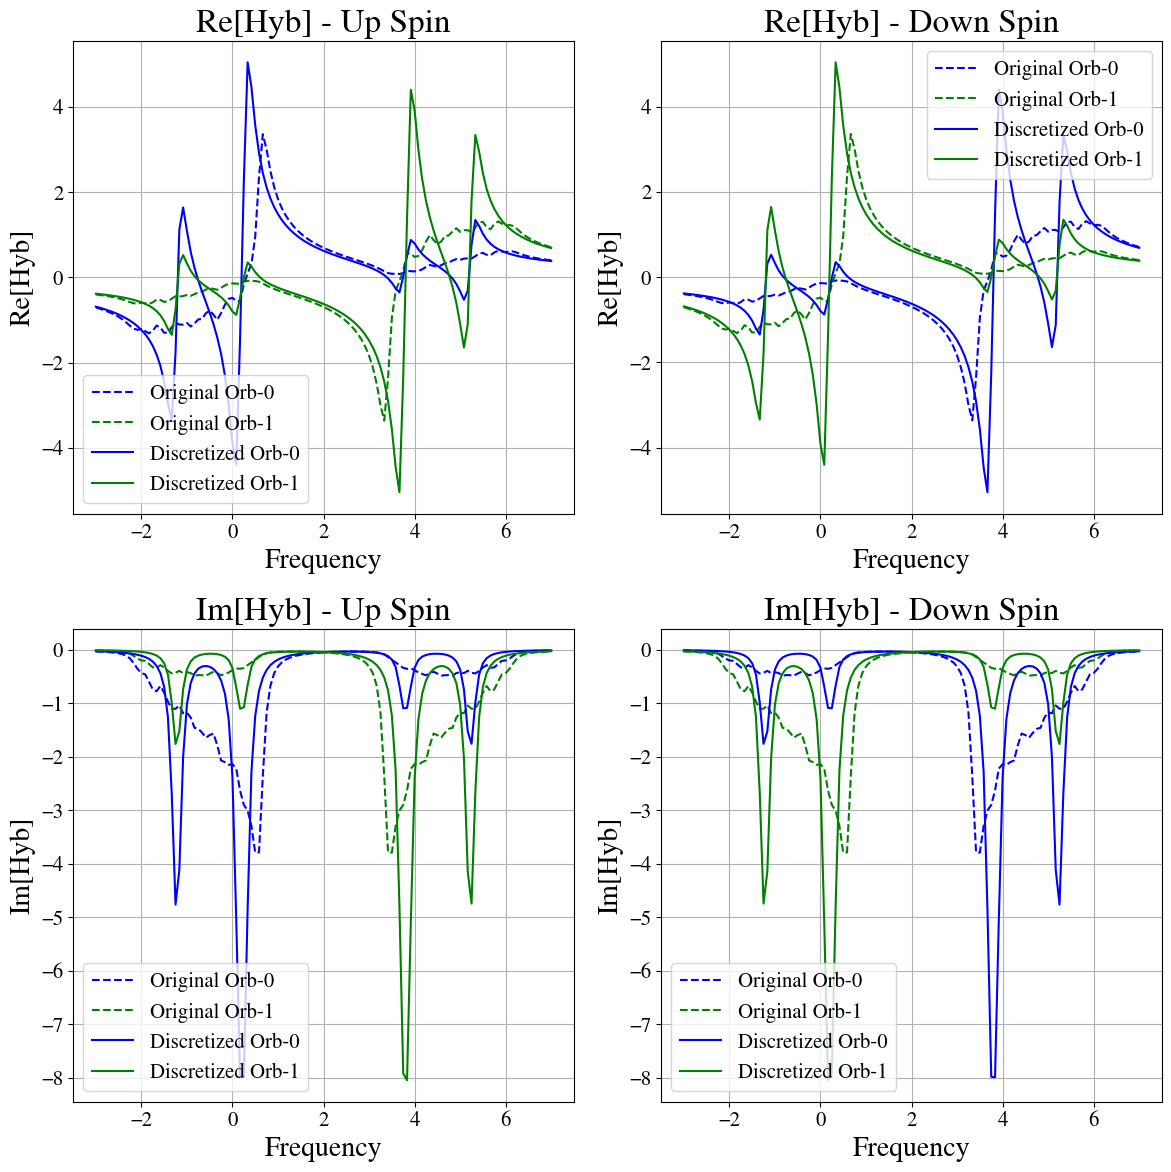 Re[Hyb] - Up Spin
Re[Hyb]
4
2
0
−2
−4
Original Orb-0
Original Orb-1
Discretized Orb-0
Discretized Orb-1
−2 0 2 4 6
Frequency
Re[Hyb] - Down Spin
Re[Hyb]
4
2
0
−2
−4
Original Orb-0
Original Orb-1
Discretized Orb-0
Discretized Orb-1
−2 0 2 4 6
Frequency
Im[Hyb] - Up Spin
Im[Hyb]
0
−1
−2
−3
−4
−5
−6
−7
−8
Original Orb-0
Original Orb-1
Discretized Orb-0
Discretized Orb-1
−2 0 2 4 6
Frequency
Im[Hyb] - Down Spin
Im[Hyb]
0
−1
−2
−3
−4
−5
−6
−7
−8
Original Orb-0
Original Orb-1
Discretized Orb-0
Discretized Orb-1
−2 0 2 4 6
Frequency